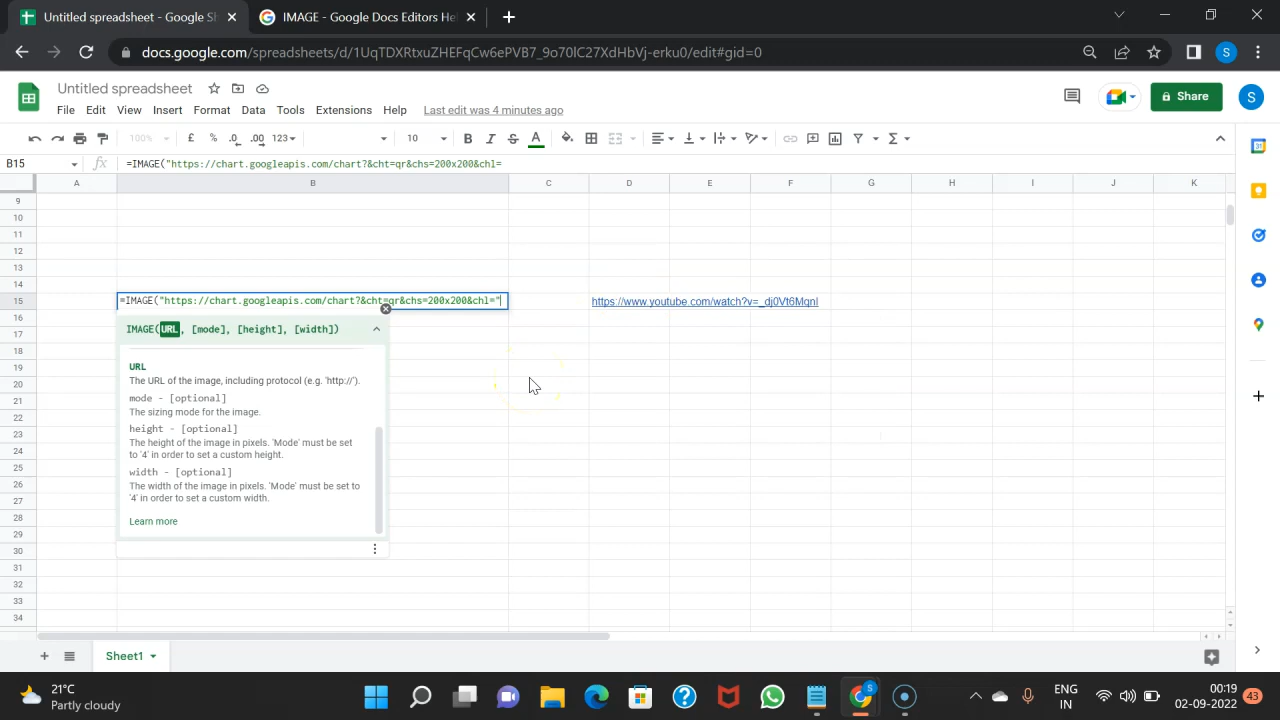 Untitled spreadsheet - Google Sh
IMAGE - Google Docs Editors Hel
docs.google.com/spreadsheets/d/1UqTDXRtxuZHEFqCw6ePVB7_9o70IC27XdHbVj-erku0/edit#gid=0
S
Untitled spreadsheet
File Edit View Insert Format Data Tools Extensions Help Last edit was 4 minutes ago
Share
S
100% £ % .0 .00 123 10 B I S A
B15 fx =IMAGE("https://chart.googleapis.com/chart?&cht=qr&chs=200x200&chl=
A B C D E F G H I J K
9
10
11
12
13
14
15 =IMAGE("https://chart.googleapis.com/chart?&cht=qr&chs=200x200&chl=" https://www.youtube.com/watch?v=_dj0Vt6MqnI
16
17 IMAGE(URL, [mode], [height], [width])
18
19 URL
20 The URL of the image, including protocol (e.g. 'http://').
21 mode - [optional]
22 The sizing mode for the image.
23 height - [optional]
24 The height of the image in pixels. 'Mode' must be set
to '4' in order to set a custom height.
25 width - [optional]
26 The width of the image in pixels. 'Mode' must be set to
27 '4' in order to set a custom width.
28 Learn more
29
30
31
32
33
34
Sheet1
21°C
Partly cloudy
S
ENG
IN
00:19
02-09-2022
43